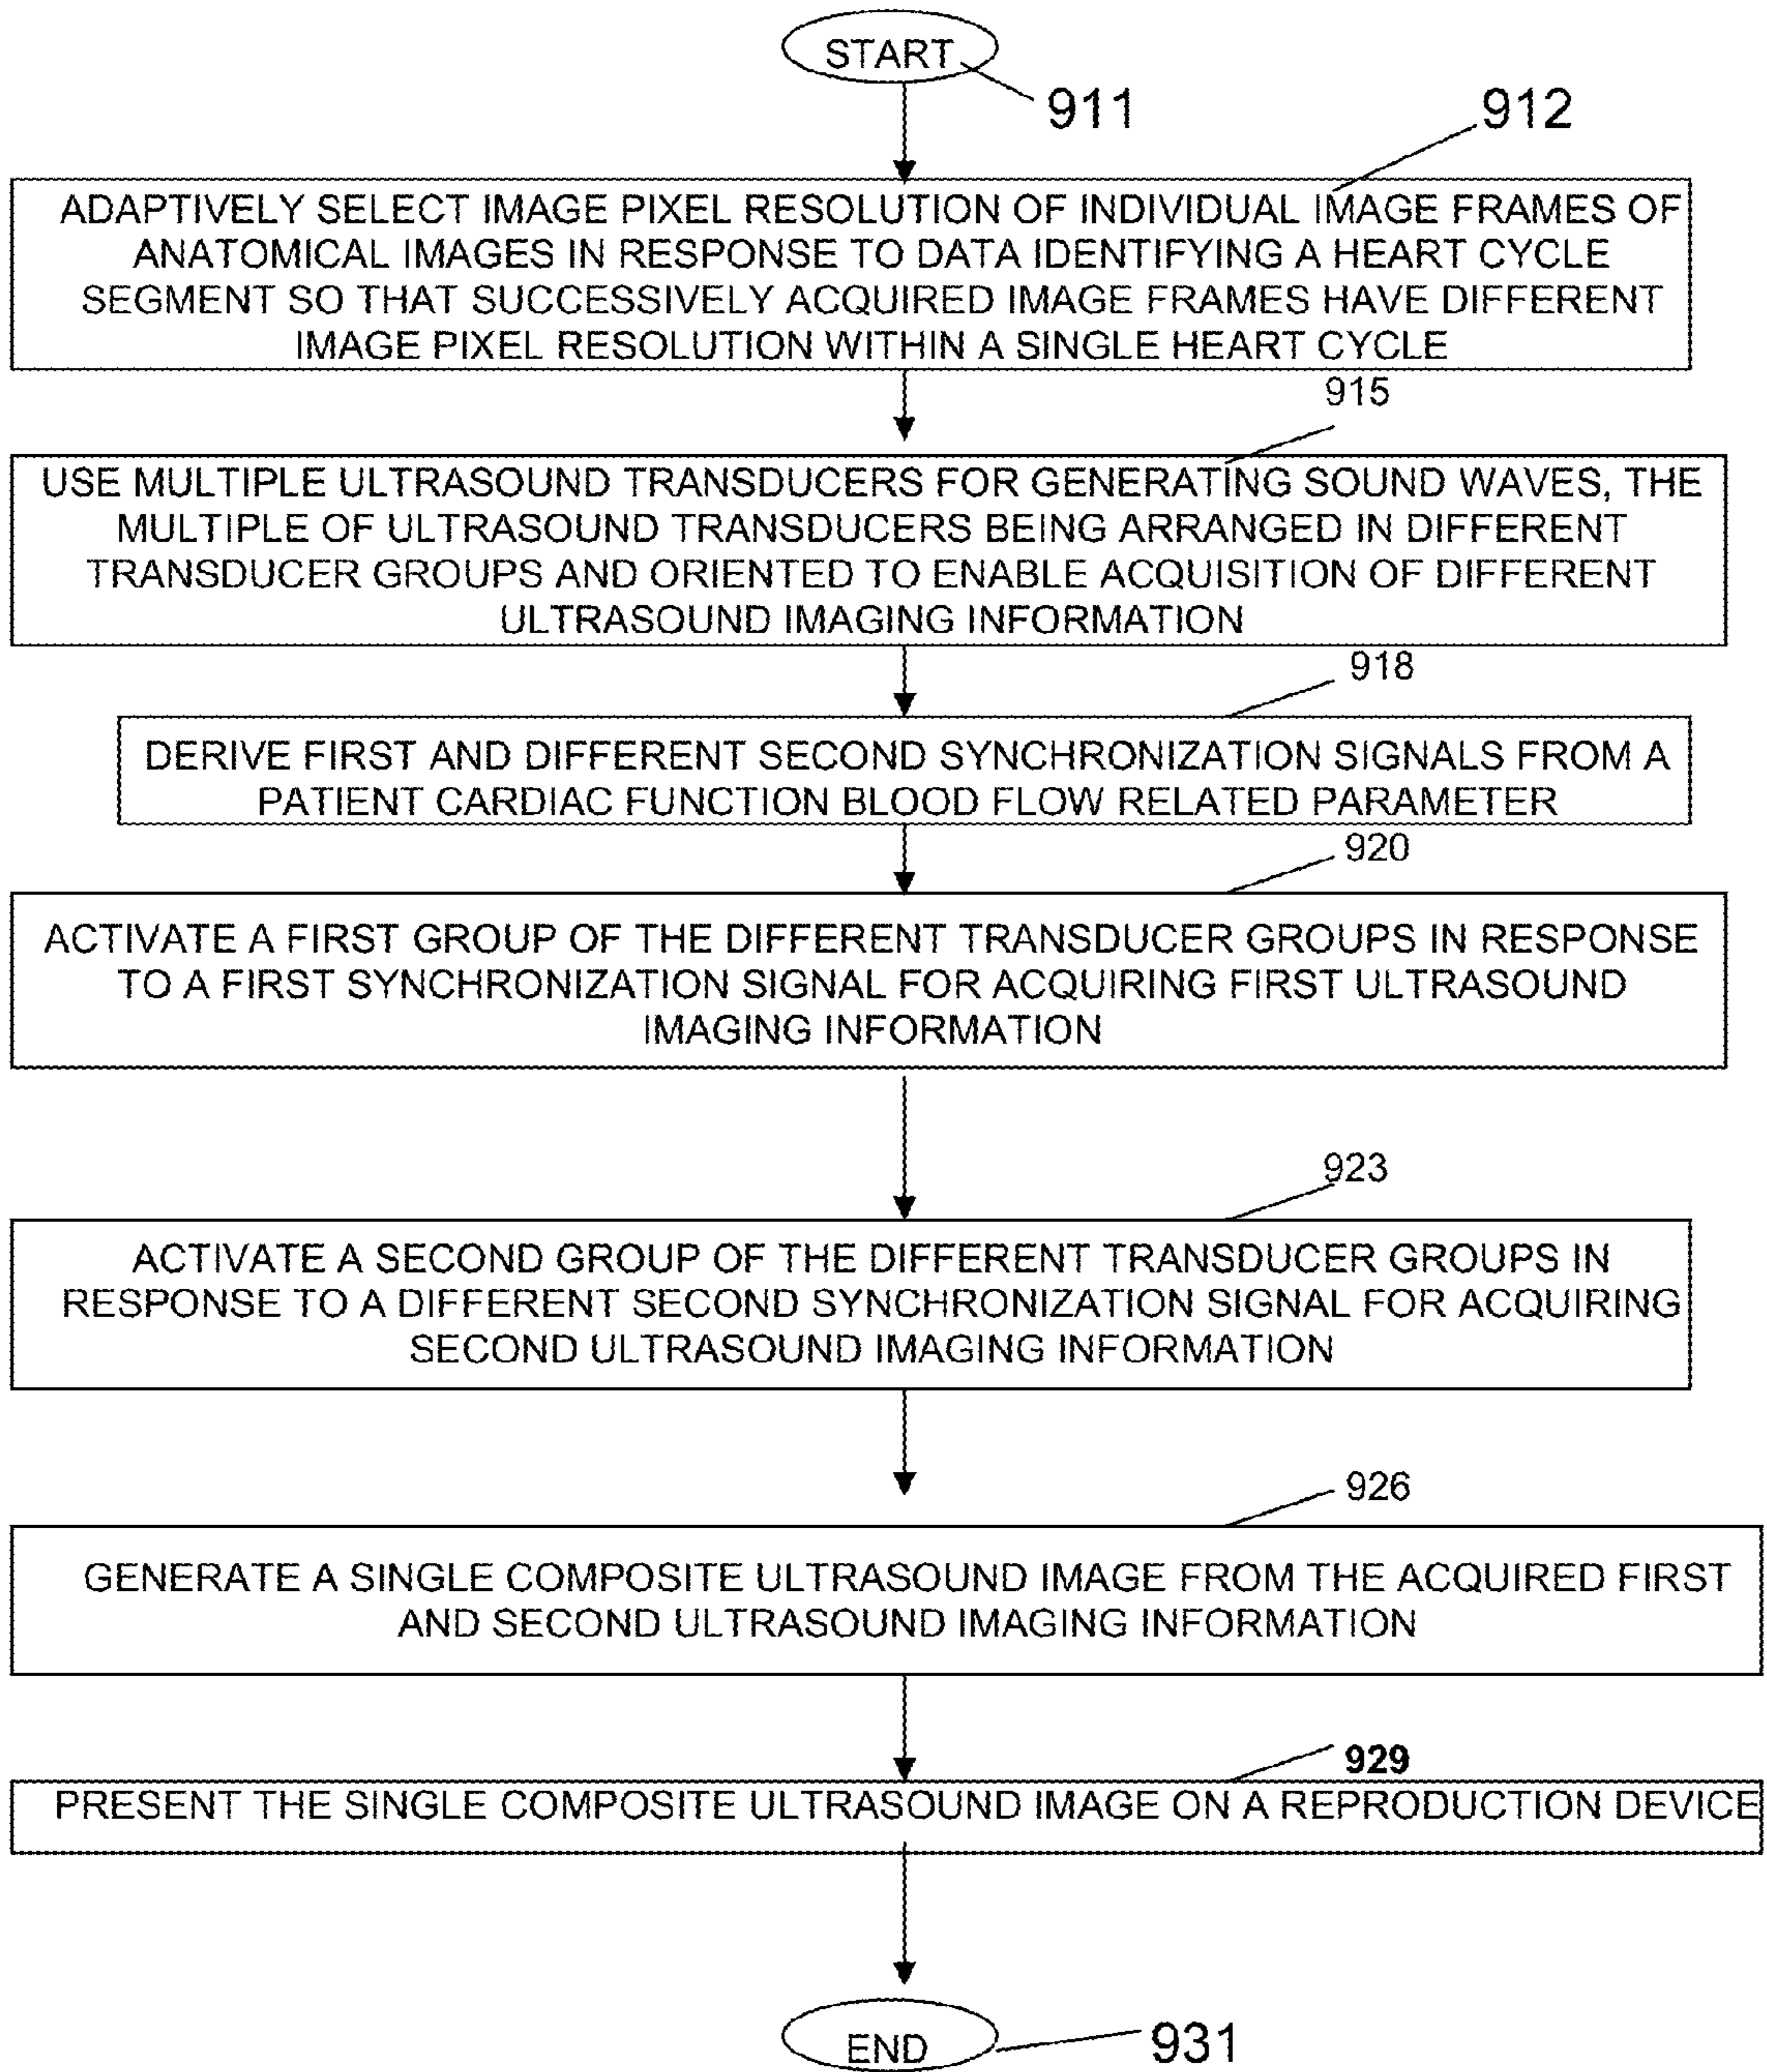 START
911
912
ADAPTIVELY SELECT IMAGE PIXEL RESOLUTION OF INDIVIDUAL IMAGE FRAMES OF
ANATOMICAL IMAGES IN RESPONSE TO DATA IDENTIFYING A HEART CYCLE
SEGMENT SO THAT SUCCESSIVELY ACQUIRED IMAGE FRAMES HAVE DIFFERENT
IMAGE PIXEL RESOLUTION WITHIN A SINGLE HEART CYCLE
915
USE MULTIPLE ULTRASOUND TRANSDUCERS FOR GENERATING SOUND WAVES, THE
MULTIPLE OF ULTRASOUND TRANSDUCERS BEING ARRANGED IN DIFFERENT
TRANSDUCER GROUPS AND ORIENTED TO ENABLE ACQUISITION OF DIFFERENT
ULTRASOUND IMAGING INFORMATION
918
DERIVE FIRST AND DIFFERENT SECOND SYNCHRONIZATION SIGNALS FROM A
PATIENT CARDIAC FUNCTION BLOOD FLOW RELATED PARAMETER
920
ACTIVATE A FIRST GROUP OF THE DIFFERENT TRANSDUCER GROUPS IN RESPONSE
TO A FIRST SYNCHRONIZATION SIGNAL FOR ACQUIRING FIRST ULTRASOUND
IMAGING INFORMATION
923
ACTIVATE A SECOND GROUP OF THE DIFFERENT TRANSDUCER GROUPS IN
RESPONSE TO A DIFFERENT SECOND SYNCHRONIZATION SIGNAL FOR ACQUIRING
SECOND ULTRASOUND IMAGING INFORMATION
926
GENERATE A SINGLE COMPOSITE ULTRASOUND IMAGE FROM THE ACQUIRED FIRST
AND SECOND ULTRASOUND IMAGING INFORMATION
929
PRESENT THE SINGLE COMPOSITE ULTRASOUND IMAGE ON A REPRODUCTION DEVICE
END
931